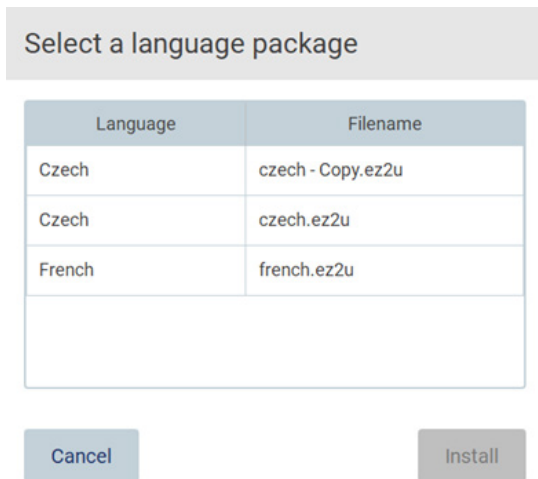 Select a language package
Language Filename
Czech czech - Copy.ez2u
Czech czech.ez2u
French french.ez2u
Cancel Install